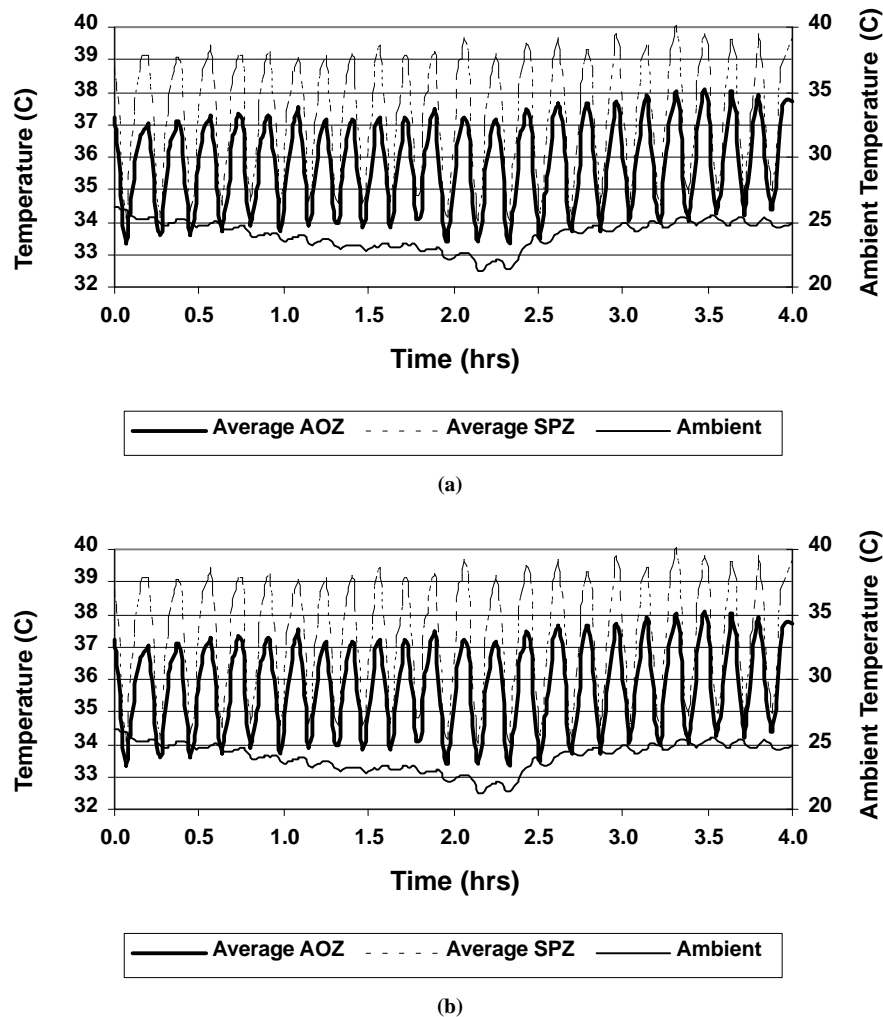 40
39
38
37
36
35
34
33
32
Temperature (C)
40
35
30
25
20
Ambient Temperature (C)
0.0 0.5 1.0 1.5 2.0 2.5 3.0 3.5 4.0
Time (hrs)
Average AOZ Average SPZ Ambient
(a)
40
39
38
37
36
35
34
33
32
Temperature (C)
40
35
30
25
20
Ambient Temperature (C)
0.0 0.5 1.0 1.5 2.0 2.5 3.0 3.5 4.0
Time (hrs)
Average AOZ Average SPZ Ambient
(b)